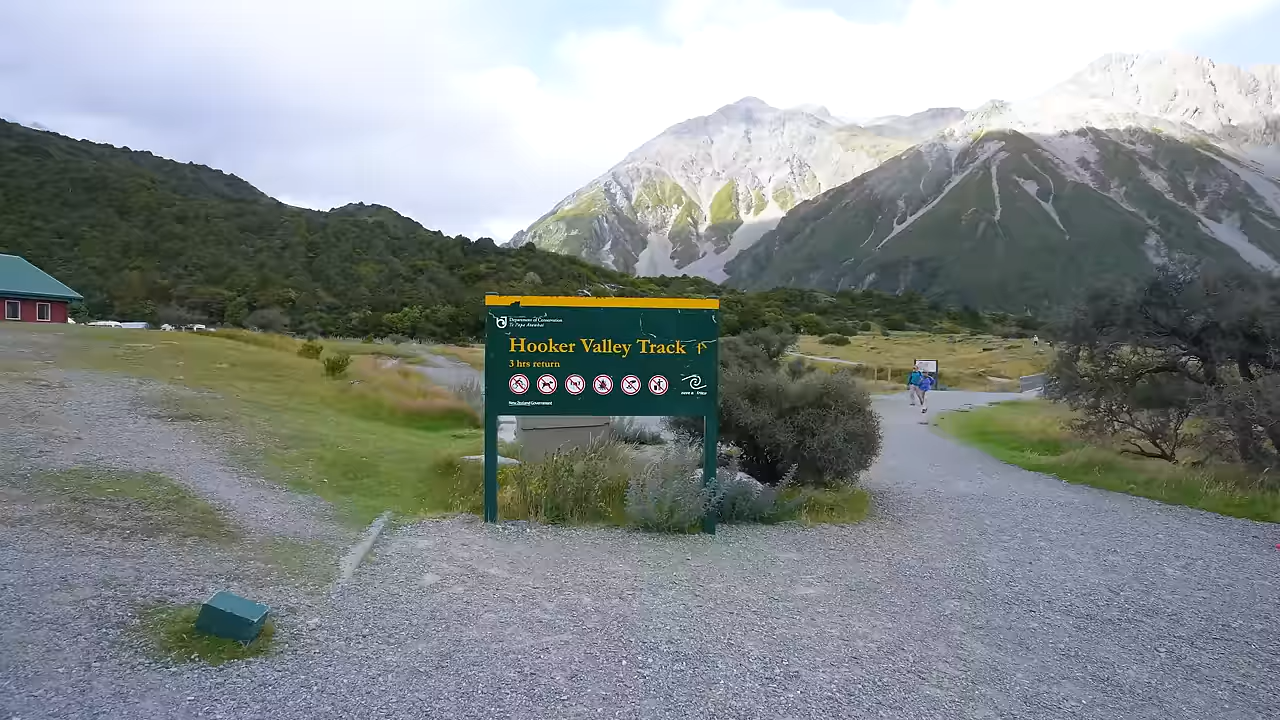 Department of Conservation
Te Papa Atawhai
Hooker Valley Track
3 hrs return
New Zealand Government